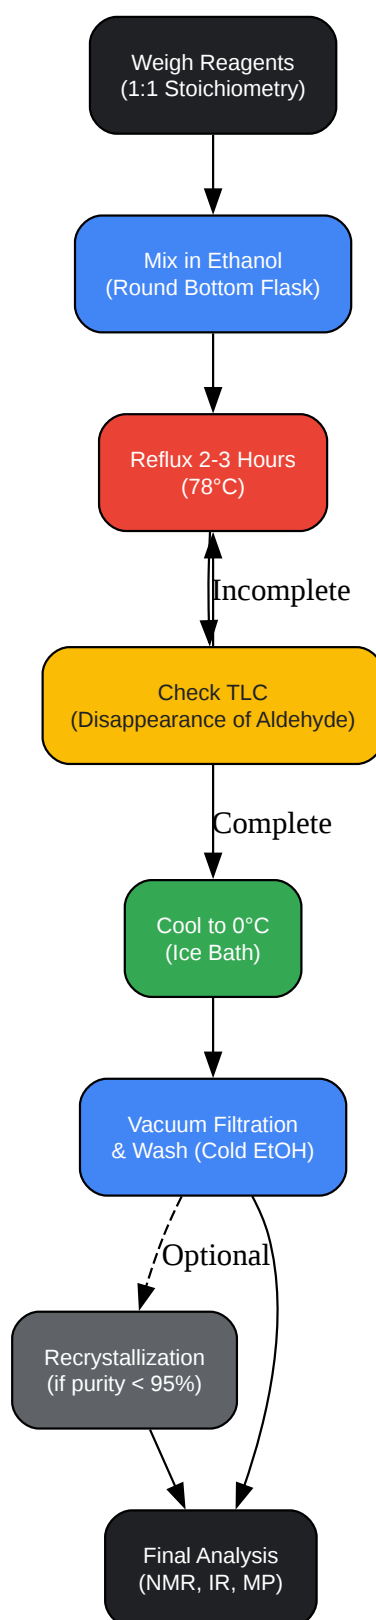 Weigh Reagents
(1:1 Stoichiometry)
Mix in Ethanol
(Round Bottom Flask)
Reflux 2-3 Hours
(78°C)
Incomplete
Check TLC
(Disappearance of Aldehyde)
Complete
Cool to 0°C
(Ice Bath)
Vacuum Filtration
& Wash (Cold EtOH)
Optional
Recrystallization
(if purity < 95%)
Final Analysis
(NMR, IR, MP)